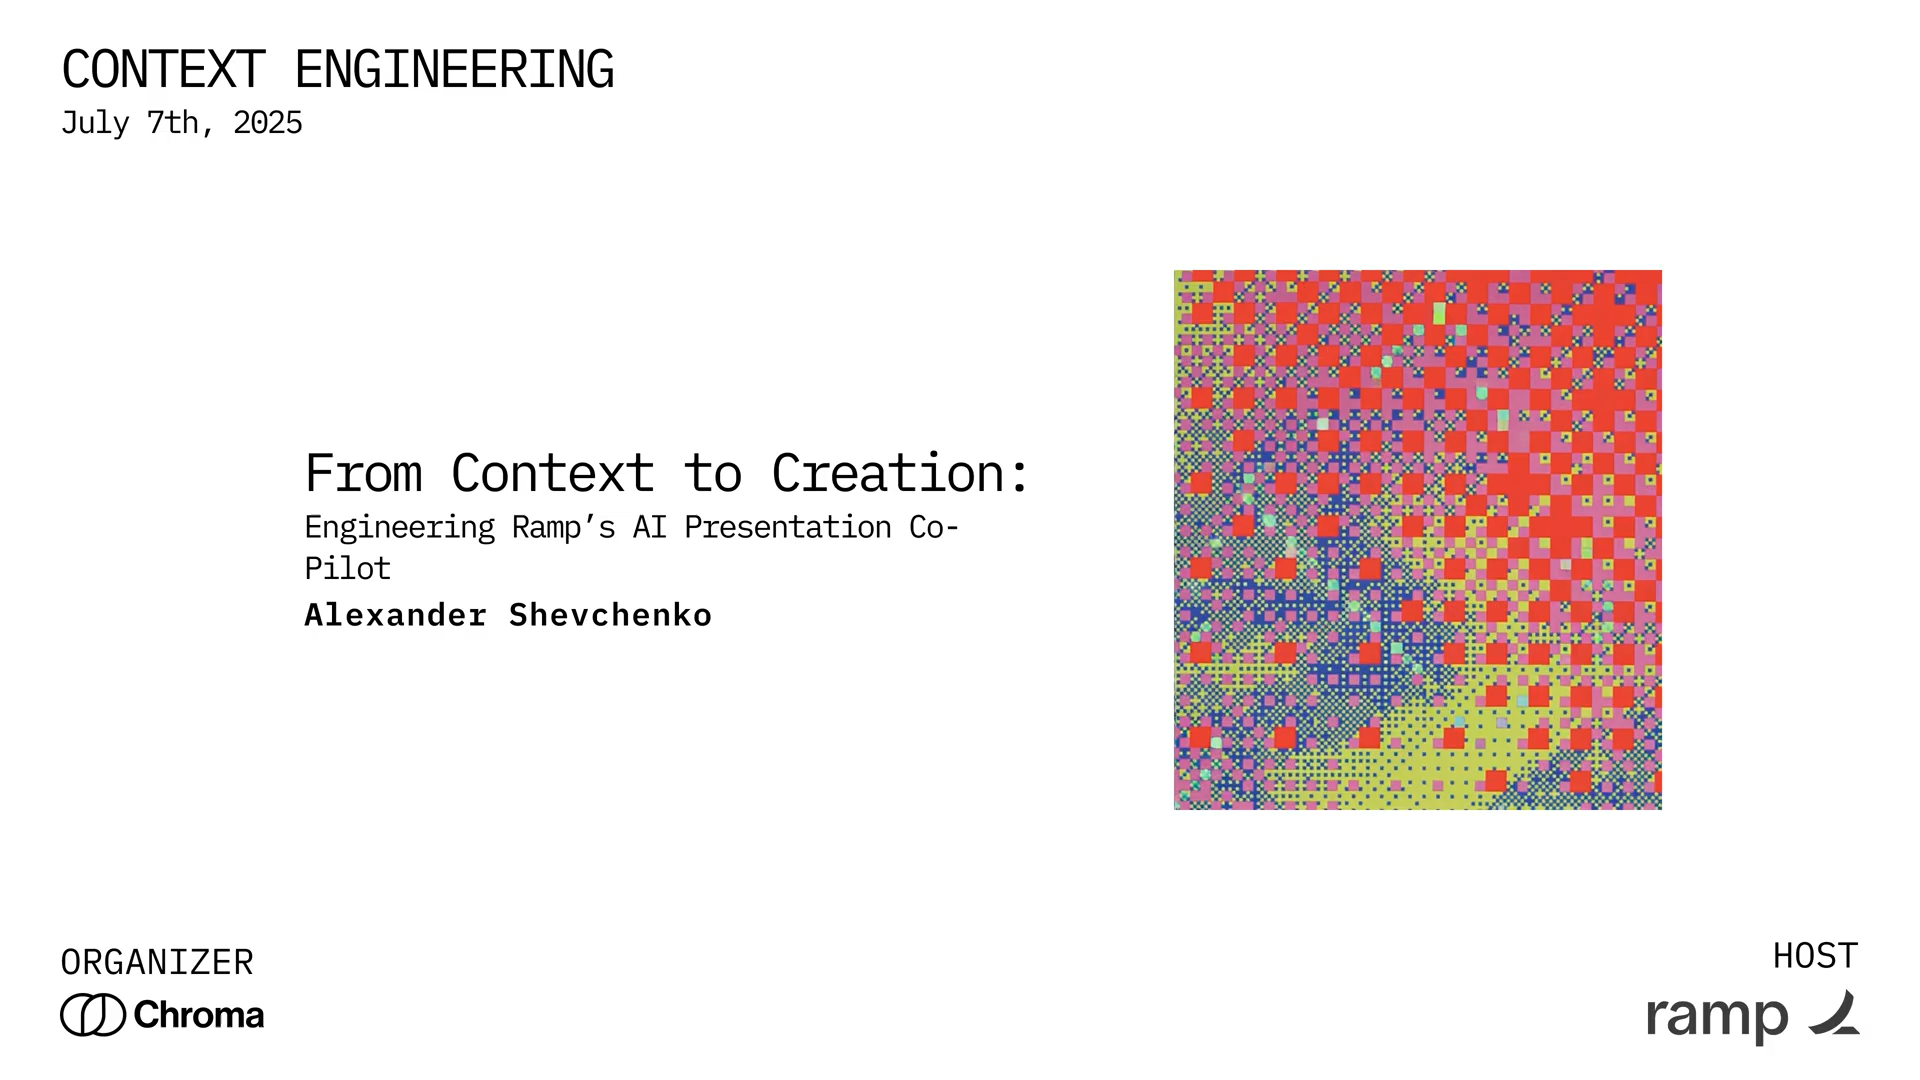 CONTEXT ENGINEERING
July 7th, 2025
From Context to Creation:
Engineering Ramp’s AI Presentation Co-
Pilot
Alexander Shevchenko
ORGANIZER
Chroma
HOST
ramp